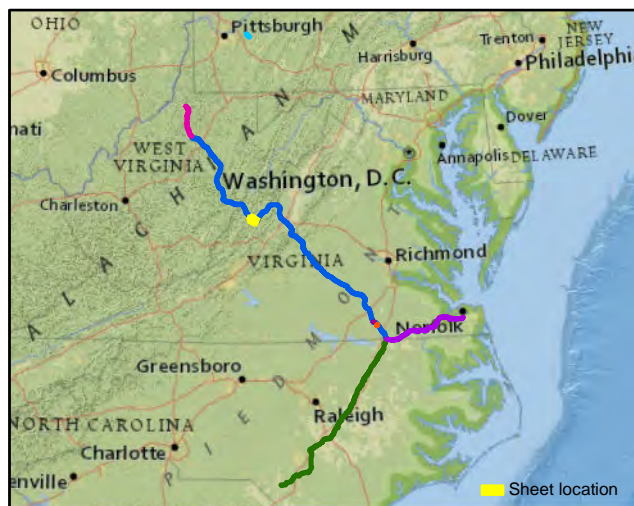 OHIO
Pittsburgh
NEW
JERSEY
Trenton
Harrisburg
Philadelphia
Columbus
MARYLAND
Dover
nati
WEST
VIRGINIA
Annapolis
DELAWARE
Washington, D.C.
Charleston
Richmond
VIRGINIA
Norfolk
Greensboro
Raleigh
NORTH CAROLINA
Charlotte
enville
A L A C H A N M
P I E D M O N T
Sheet location